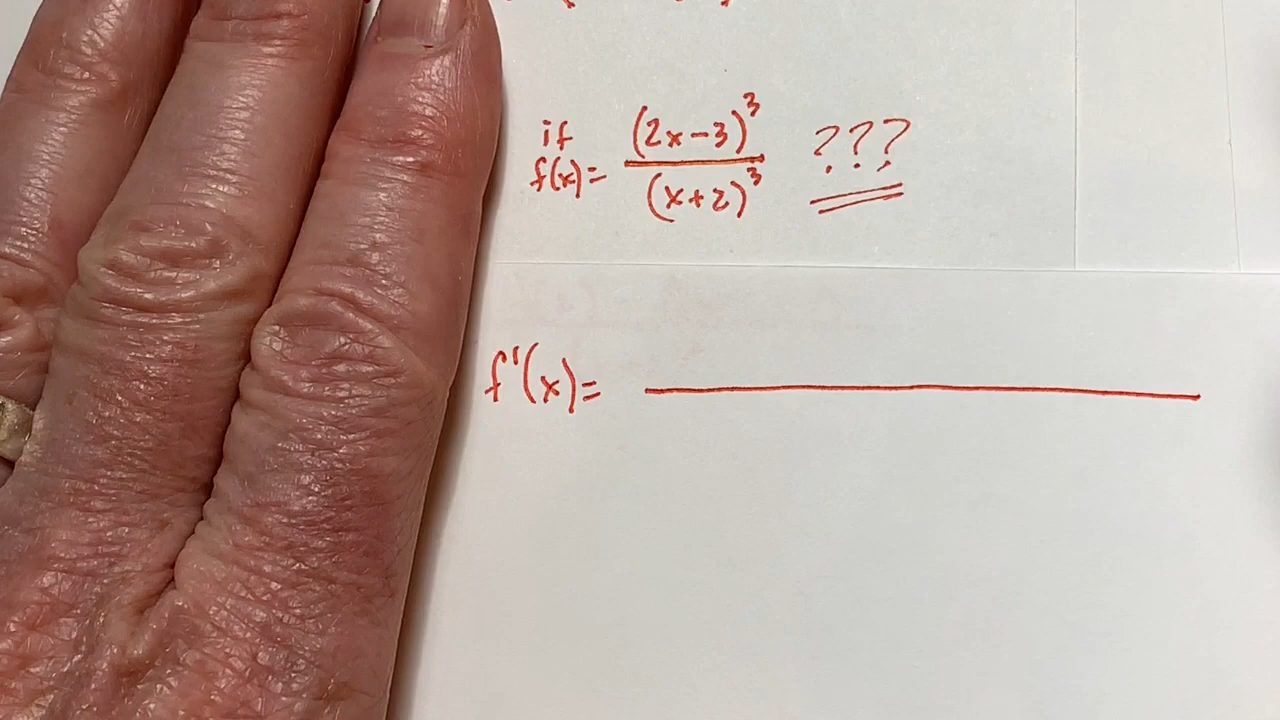 if
f(x)= (2x-3)³ / (x+2)³ ???
f'(x)=